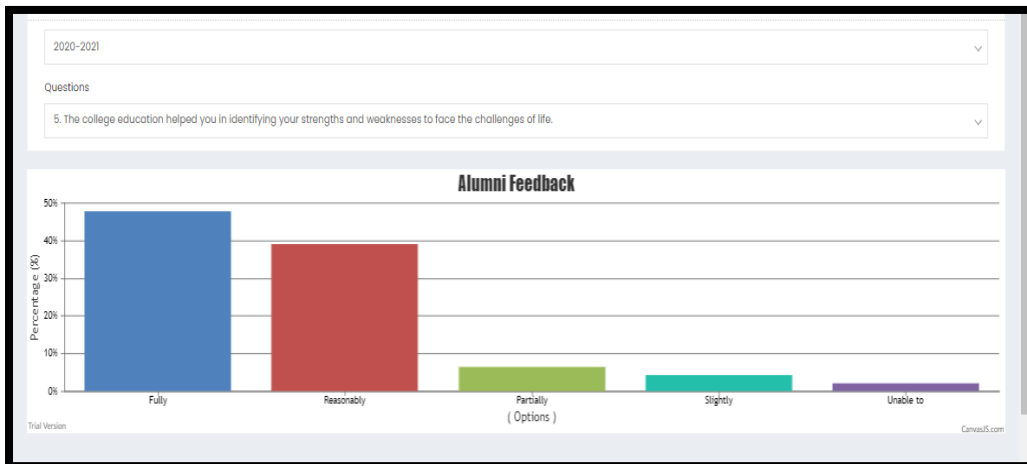 2020-2021
Questions
5. The college education helped you in identifying your strengths and weaknesses to face the challenges of life.
Alumni Feedback
Percentage (%)
50%
40%
30%
20%
10%
0%
Fully Reasonably Partially Slightly Unable to
( Options )
Trial Version
CanvasJS.com